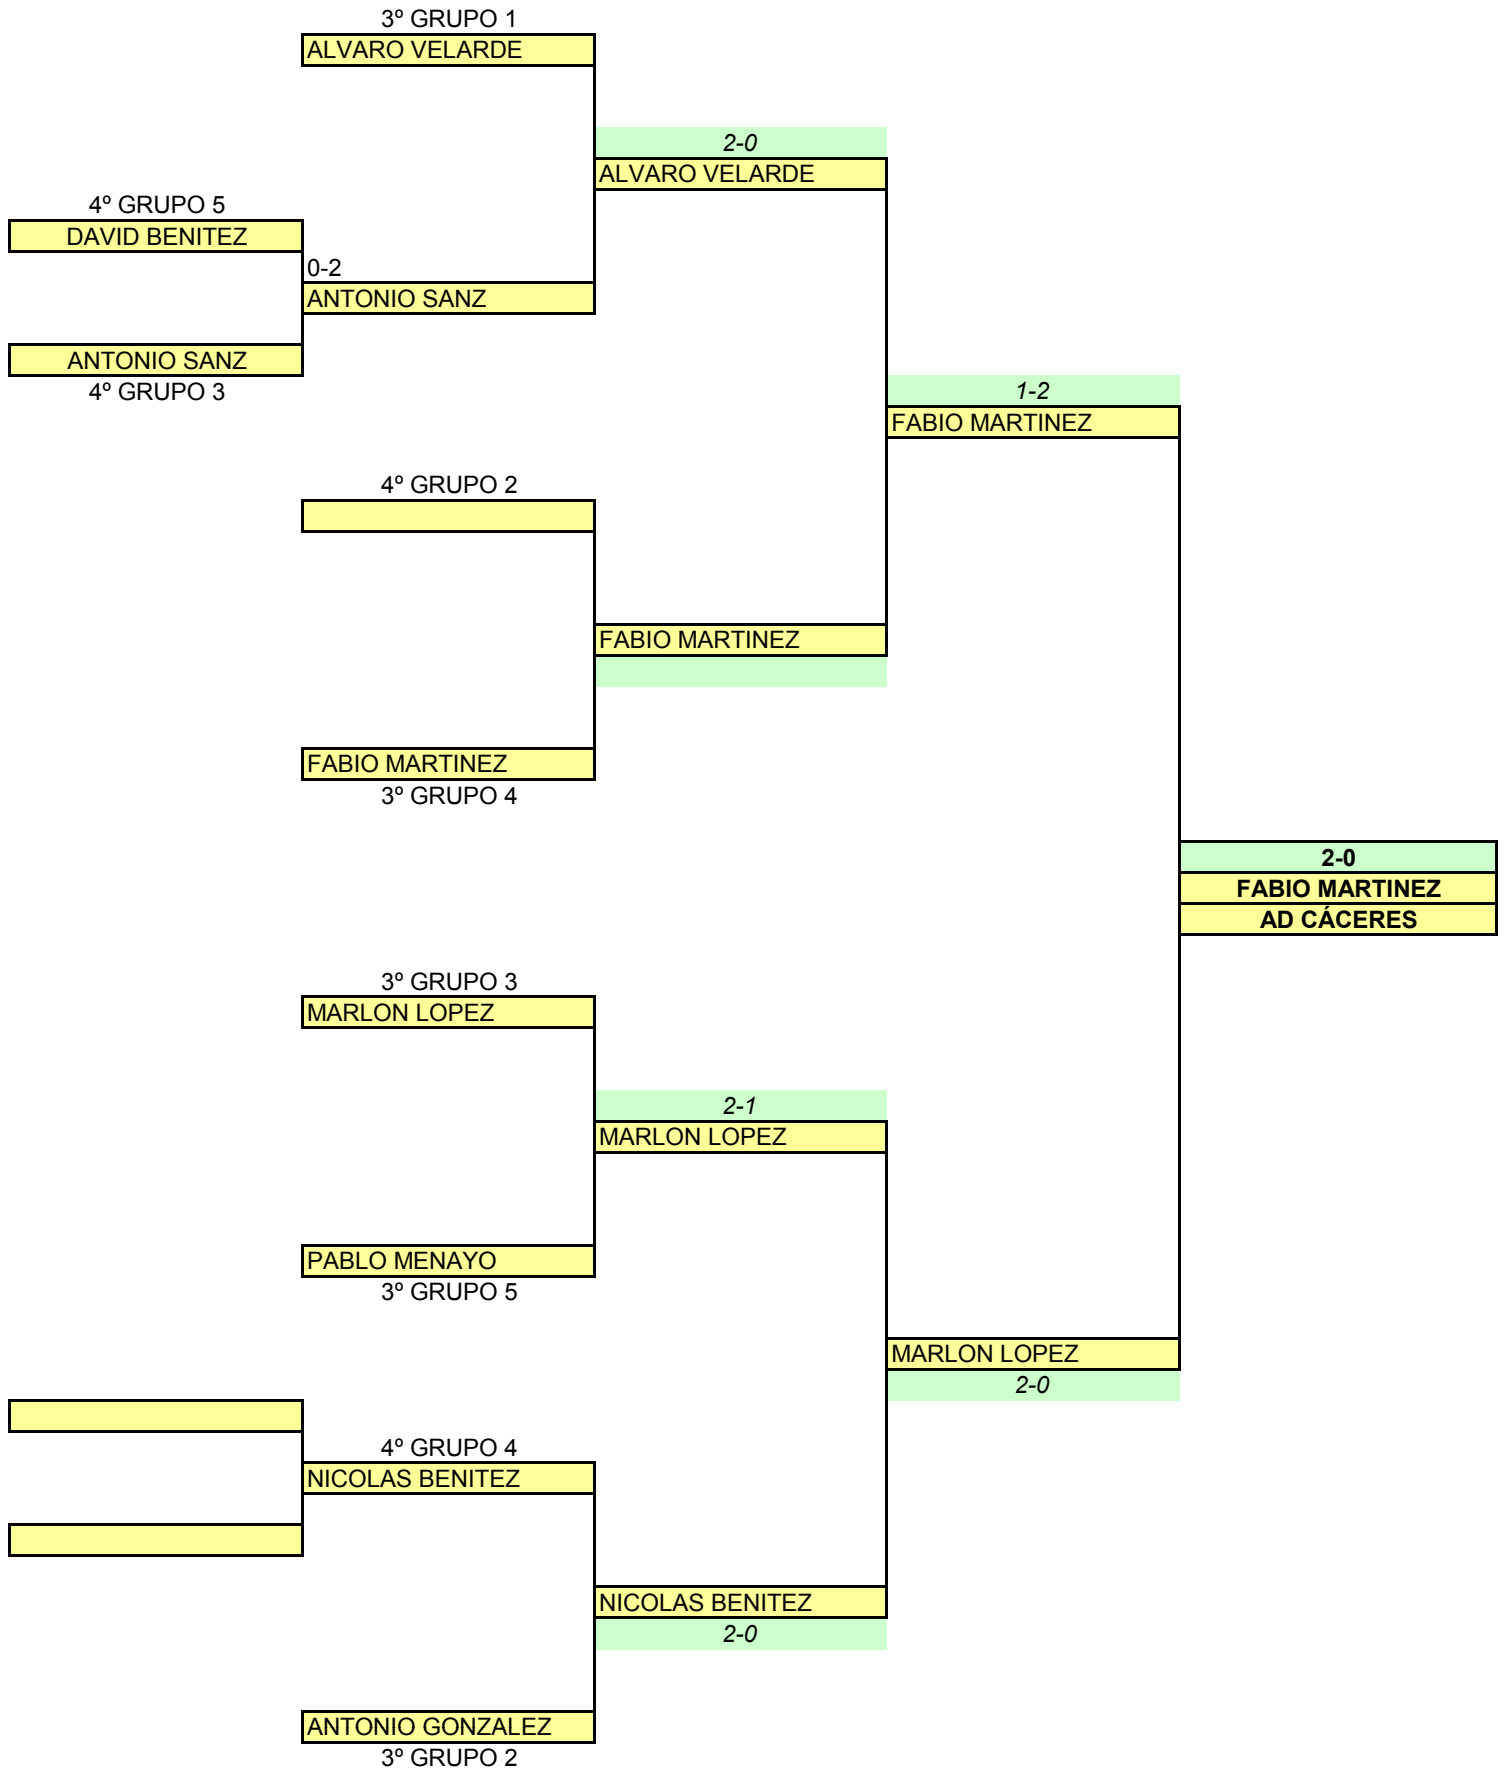 3º GRUPO 1
ALVARO VELARDE
2-0
ALVARO VELARDE
4º GRUPO 5
DAVID BENITEZ
0-2
ANTONIO SANZ
ANTONIO SANZ
4º GRUPO 3
1-2
FABIO MARTINEZ
4º GRUPO 2
FABIO MARTINEZ
FABIO MARTINEZ
3º GRUPO 4
2-0
FABIO MARTINEZ
AD CÁCERES
3º GRUPO 3
MARLON LOPEZ
2-1
MARLON LOPEZ
PABLO MENAYO
3º GRUPO 5
MARLON LOPEZ
2-0
4º GRUPO 4
NICOLAS BENITEZ
NICOLAS BENITEZ
2-0
ANTONIO GONZALEZ
3º GRUPO 2